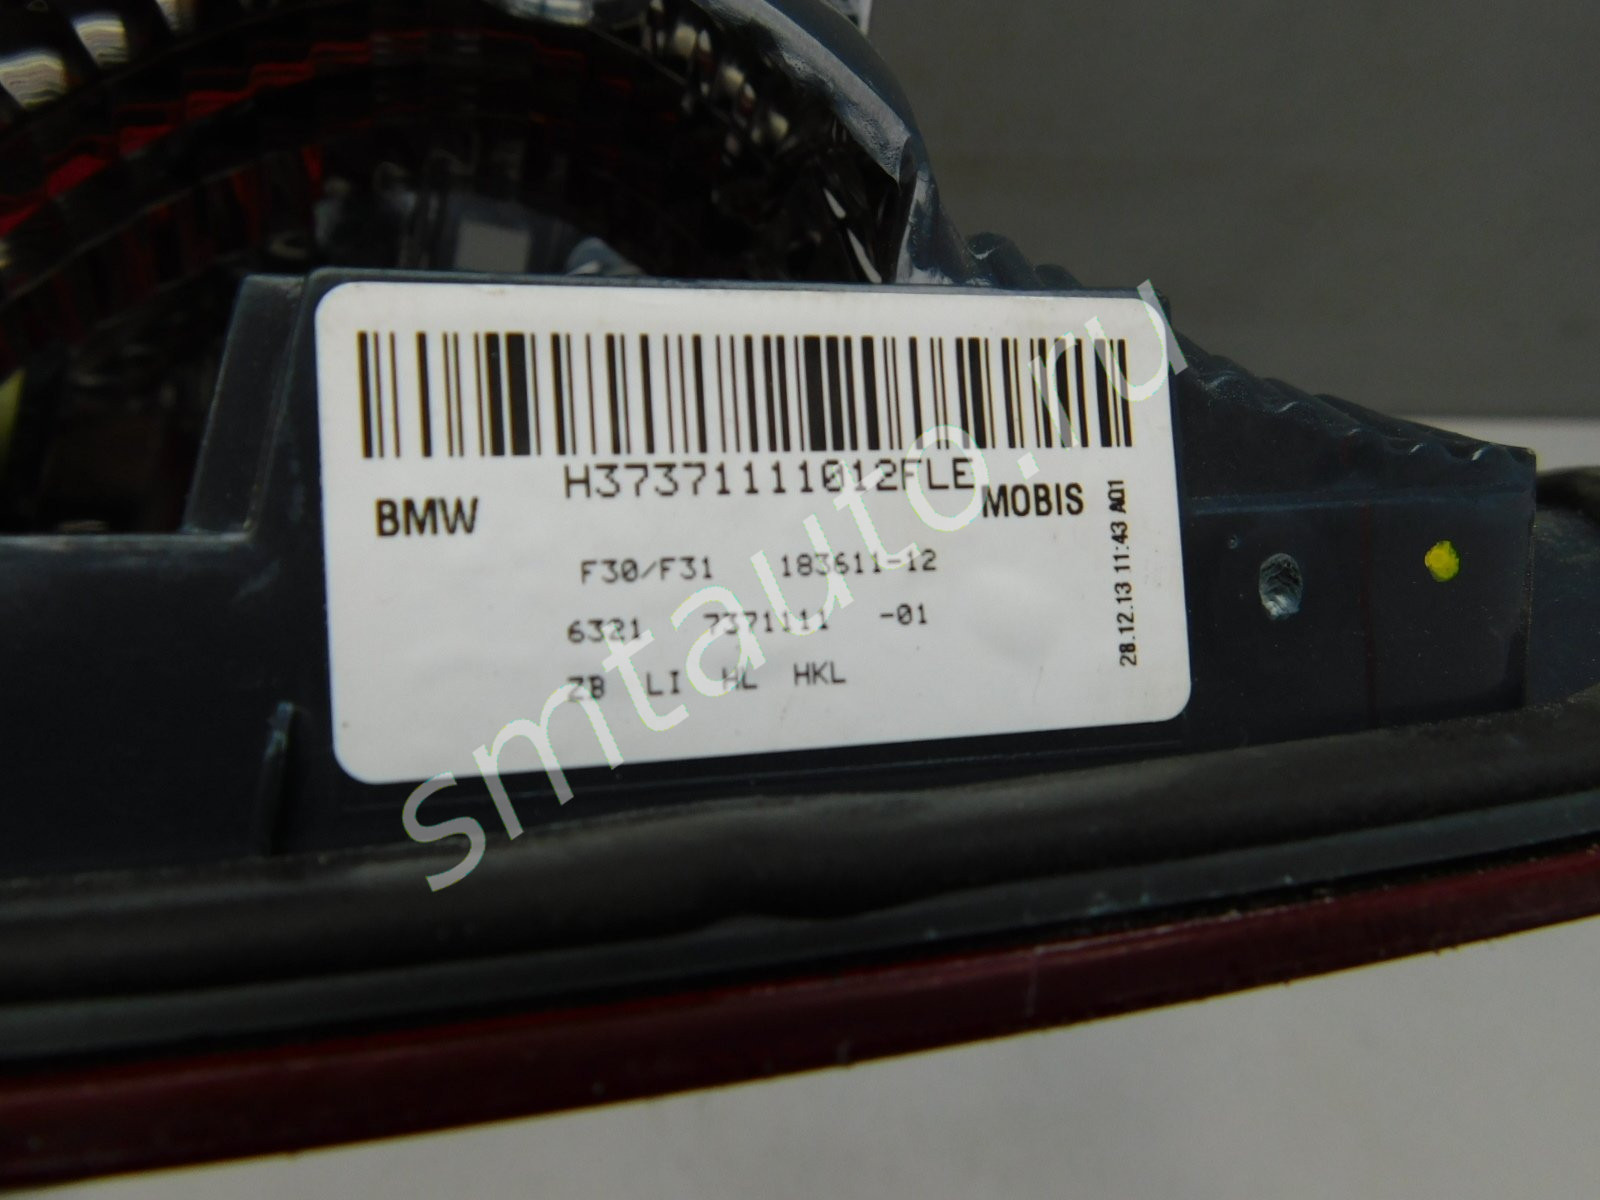 H37371111012FLE
BMW
MOBIS
F30/F31 183611-12
6321 7371111 -01
ZB LI HL HKL
28.12.13 11:43 A01
smtauto.ru